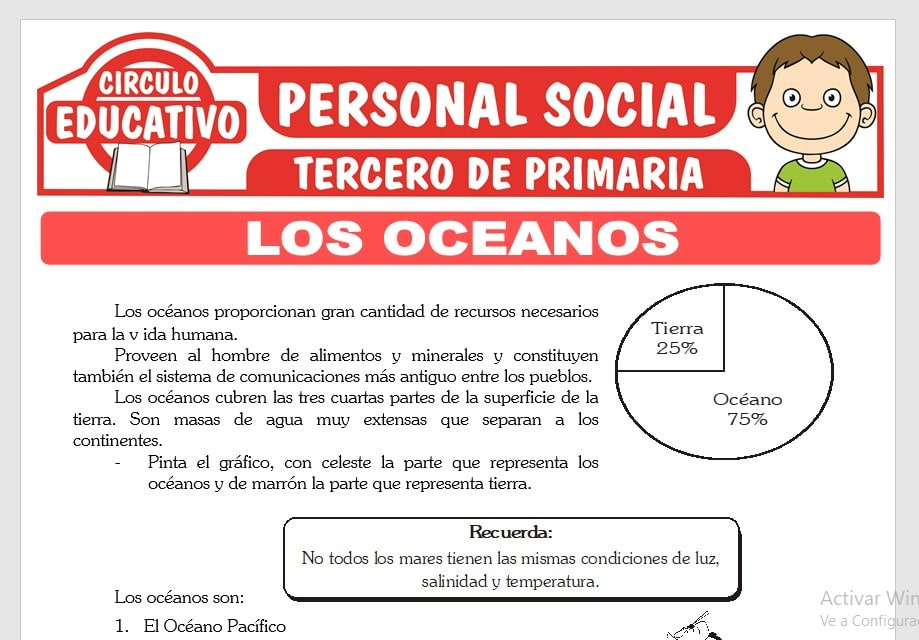 CIRCULO
EDUCATIVO
PERSONAL SOCIAL
TERCERO DE PRIMARIA
LOS OCEANOS
Los océanos proporcionan gran cantidad de recursos necesarios
para la v ida humana.
Proveen al hombre de alimentos y minerales y constituyen
también el sistema de comunicaciones más antiguo entre los pueblos.
Los océanos cubren las tres cuartas partes de la superficie de la
tierra. Son masas de agua muy extensas que separan a los
continentes.
- Pinta el gráfico, con celeste la parte que representa los
océanos y de marrón la parte que representa tierra.
Tierra
25%
Océano
75%
Recuerda:
No todos los mares tienen las mismas condiciones de luz,
salinidad y temperatura.
Los océanos son:
1. El Océano Pacífico
Activar Win
Ve a Configura